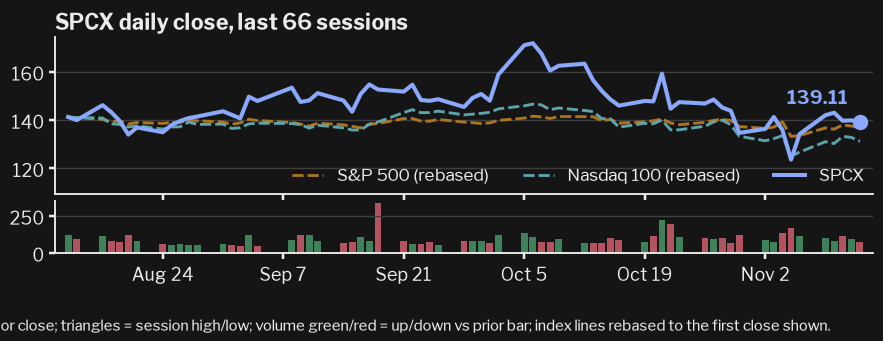 SPCX daily close, last 66 sessions
160
140
120
139.11
S&P 500 (rebased) Nasdaq 100 (rebased) SPCX
250
0
Aug 24 Sep 7 Sep 21 Oct 5 Oct 19 Nov 2
or close; triangles = session high/low; volume green/red = up/down vs prior bar; index lines rebased to the first close shown.